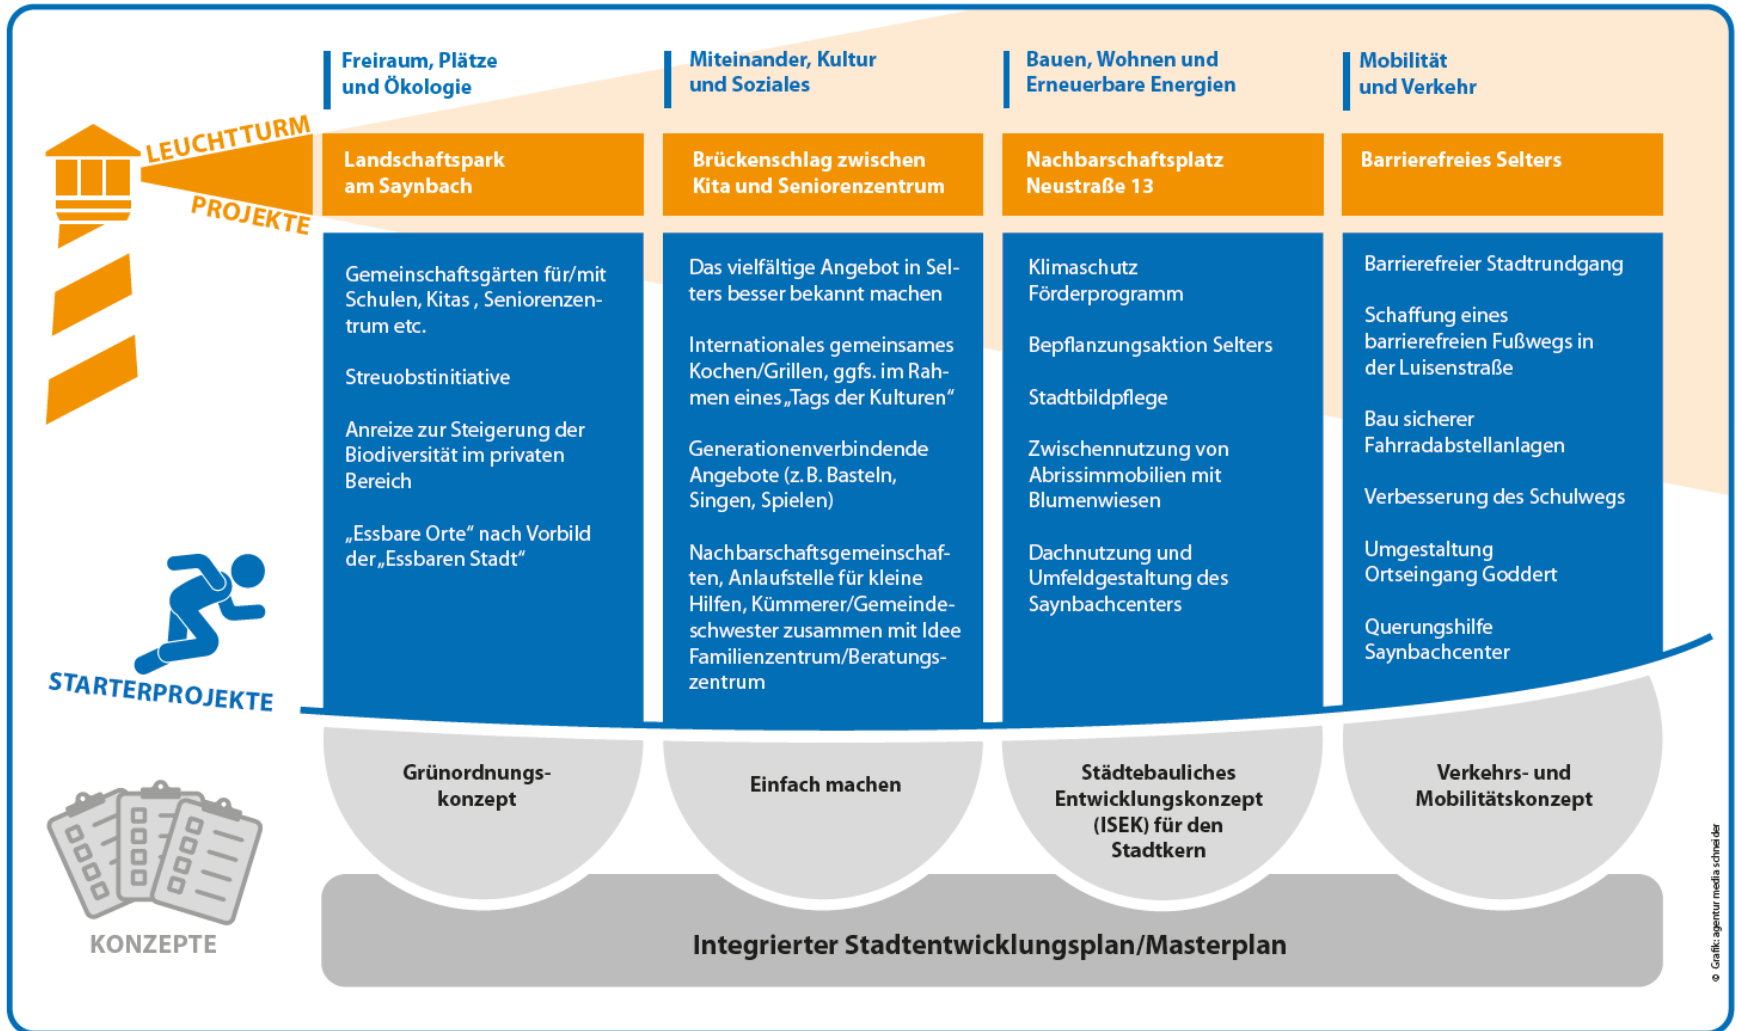 Freiraum, Plätze
und Ökologie
Miteinander, Kultur
und Soziales
Bauen, Wohnen und
Erneuerbare Energien
Mobilität
und Verkehr
LEUCHTTURM
PROJEKTE
Landschaftspark
am Saynbach
Brückenschlag zwischen
Kita und Seniorenzentrum
Nachbarschaftsplatz
Neustraße 13
Barrierefreies Selters
Gemeinschaftsgärten für/mit
Schulen, Kitas , Seniorenzen-
trum etc.
Streuobstinitiative
Anreize zur Steigerung der
Biodiversität im privaten
Bereich
„Essbare Orte“ nach Vorbild
der „Essbaren Stadt“
Das vielfältige Angebot in Sel-
ters besser bekannt machen
Internationales gemeinsames
Kochen/Grillen, ggfs. im Rah-
men eines „Tags der Kulturen“
Generationenverbindende
Angebote (z. B. Basteln,
Singen, Spielen)
Nachbarschaftsgemeinschaf-
ten, Anlaufstelle für kleine
Hilfen, Kümmerer/Gemeinde-
schwester zusammen mit Idee
Familienzentrum/Beratungs-
zentrum
Klimaschutz
Förderprogramm
Bepflanzungsaktion Selters
Stadtbildpflege
Zwischennutzung von
Abrissimmobilien mit
Blumenwiesen
Dachnutzung und
Umfeldgestaltung des
Saynbachcenters
Barrierefreier Stadtrundgang
Schaffung eines
barrierefreien Fußwegs in
der Luisenstraße
Bau sicherer
Fahrradabstellanlagen
Verbesserung des Schulwegs
Umgestaltung
Ortseingang Goddert
Querungshilfe
Saynbachcenter
STARTERPROJEKTE
Grünordnungs-
konzept
Einfach machen
Städtebauliches
Entwicklungskonzept
(ISEK) für den
Stadtkern
Verkehrs- und
Mobilitätskonzept
KONZEPTE
Integrierter Stadtentwicklungsplan/Masterplan
© Grafik: agentur media schneider